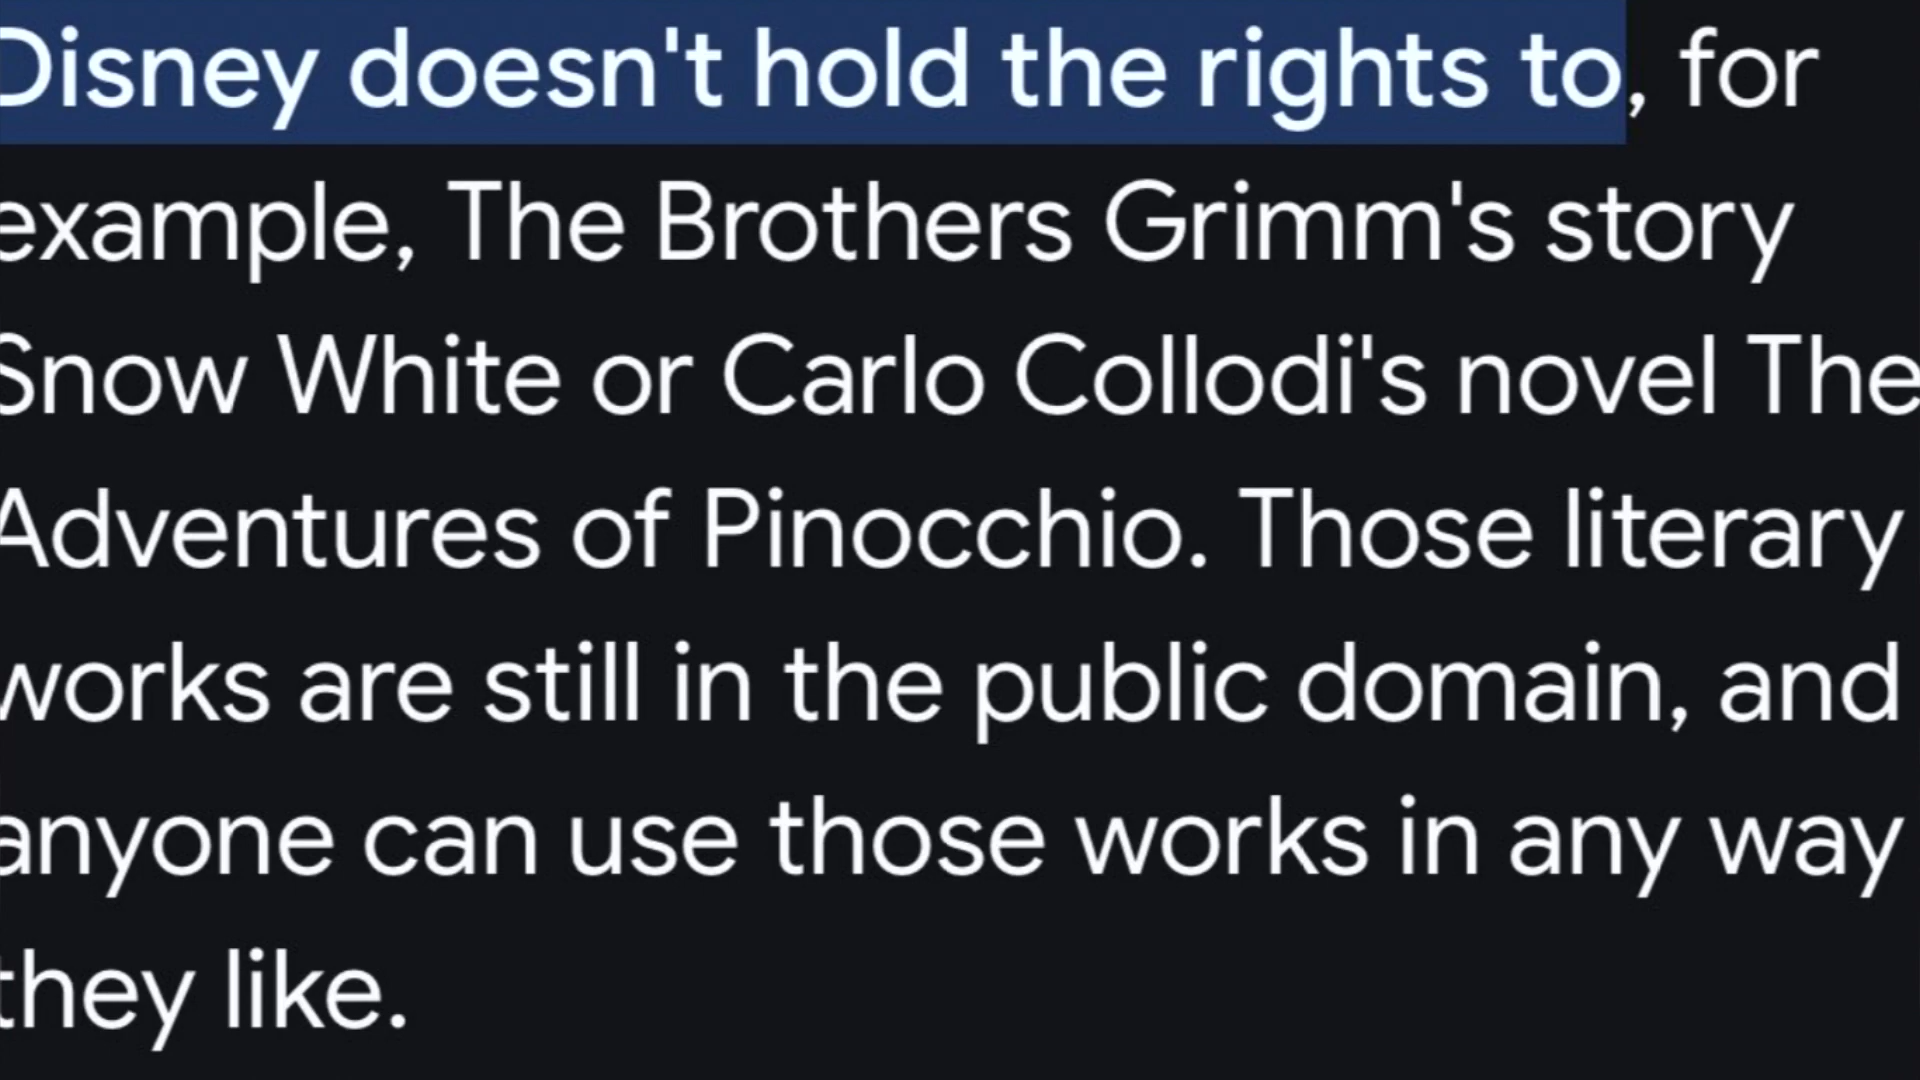 Disney doesn't hold the rights to, for
example, The Brothers Grimm's story
Snow White or Carlo Collodi's novel The
Adventures of Pinocchio. Those literary
works are still in the public domain, and
anyone can use those works in any way
they like.